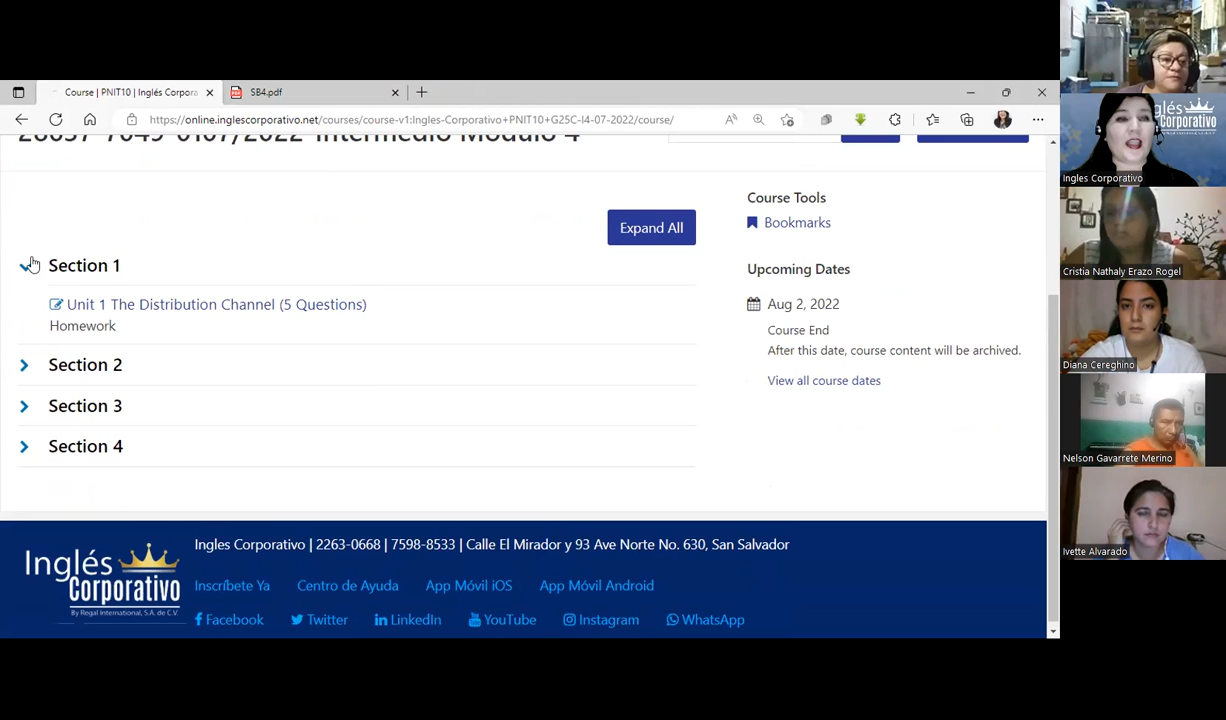 Course | PNIT10 | Inglés Corpora
SB4.pdf
https://online.inglescorporativo.net/courses/course-v1:Ingles-Corporativo+PNIT10+G25C-I4-07-2022/course/
Expand All
Section 1
Unit 1 The Distribution Channel (5 Questions)
Homework
Section 2
Section 3
Section 4
Course Tools
Bookmarks
Upcoming Dates
Aug 2, 2022
Course End
After this date, course content will be archived.
View all course dates
Inglés
Corporativo
By Regal International, S.A. de C.V.
Ingles Corporativo | 2263-0668 | 7598-8533 | Calle El Mirador y 93 Ave Norte No. 630, San Salvador
Inscríbete Ya
Centro de Ayuda
App Móvil iOS
App Móvil Android
Facebook
Twitter
LinkedIn
YouTube
Instagram
WhatsApp
Ingles Corporativo
Cristia Nathaly Erazo Rogel
Diana Cereghino
Nelson Gavarrete Merino
Ivette Alvarado